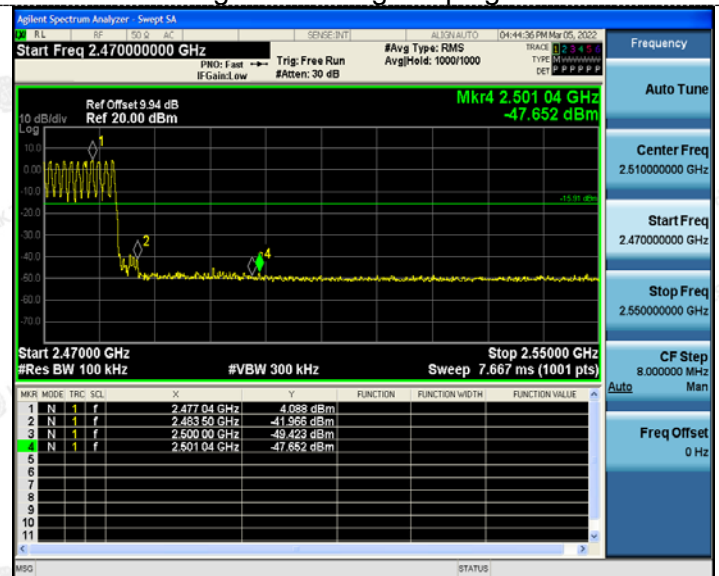 Agilent Spectrum Analyzer - Swept SA
RL RF 50 Ω AC SENSE:INT ALIGNAUTO 04:44:36 PM Mar 05, 2022
Start Freq 2.470000000 GHz
PNO: Fast
IFGain:Low
Trig: Free Run
#Atten: 30 dB
#Avg Type: RMS
Avg|Hold: 1000/1000
TRACE 1 2 3 4 5 6
TYPE M
DET P P P P P P
Frequency
Auto Tune
Center Freq
2.510000000 GHz
Start Freq
2.470000000 GHz
Stop Freq
2.550000000 GHz
CF Step
8.000000 MHz
Auto Man
Freq Offset
0 Hz
Mkr4 2.501 04 GHz
-47.652 dBm
Ref Offset 9.94 dB
10 dB/div Ref 20.00 dBm
Log
10.0
0.00
-10.0
-20.0
-30.0
-40.0
-50.0
-60.0
-70.0
1
2
4
-15.91 dBm
Start 2.47000 GHz Stop 2.55000 GHz
#Res BW 100 kHz #VBW 300 kHz Sweep 7.667 ms (1001 pts)
MKR MODE TRC SCL X Y FUNCTION FUNCTION WIDTH FUNCTION VALUE
1 N 1 f 2.477 04 GHz 4.088 dBm
2 N 1 f 2.483 50 GHz -41.966 dBm
3 N 1 f 2.500 00 GHz -49.423 dBm
4 N 1 f 2.501 04 GHz -47.652 dBm
5
6
7
8
9
10
11
MSG STATUS